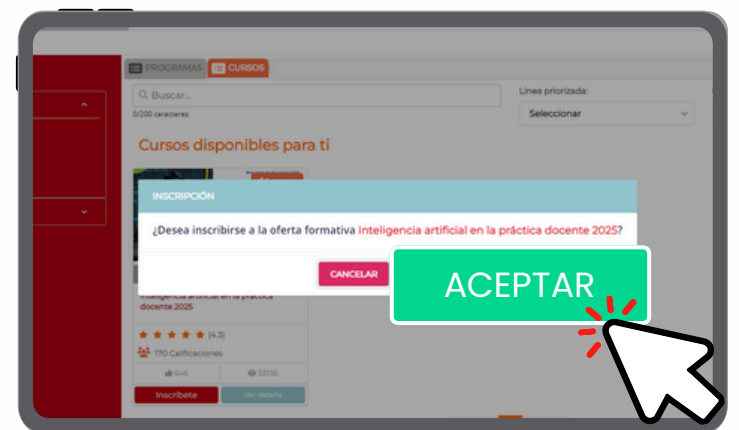 PROGRAMAS CURSOS
Buscar...
Linea priorizada:
0/200 caracteres
Seleccionar
Cursos disponibles para ti
INSCRIPCIÓN
¿Desea inscribirse a la oferta formativa Inteligencia artificial en la práctica docente 2025?
CANCELAR
ACEPTAR
Inteligencia artificial en la práctica
docente 2025
(4.3)
170 Calificaciones
646 33735
Inscríbete Ver detalle